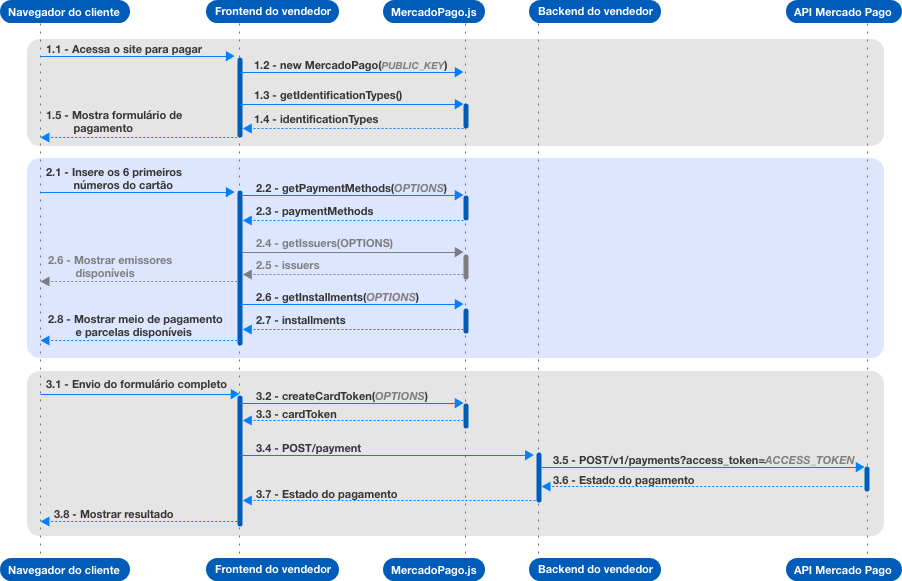 Navegador do cliente
Frontend do vendedor
MercadoPago.js
Backend do vendedor
API Mercado Pago
1.1 - Acessa o site para pagar
1.2 - new MercadoPago(PUBLIC_KEY)
1.3 - getIdentificationTypes()
1.4 - identificationTypes
1.5 - Mostra formulário de
pagamento
2.1 - Insere os 6 primeiros
números do cartão
2.2 - getPaymentMethods(OPTIONS)
2.3 - paymentMethods
2.4 - getIssuers(OPTIONS)
2.5 - issuers
2.6 - Mostrar emissores
disponíveis
2.6 - getInstallments(OPTIONS)
2.7 - installments
2.8 - Mostrar meio de pagamento
e parcelas disponíveis
3.1 - Envio do formulário completo
3.2 - createCardToken(OPTIONS)
3.3 - cardToken
3.4 - POST/payment
3.5 - POST/v1/payments?access_token=ACCESS_TOKEN
3.6 - Estado do pagamento
3.7 - Estado do pagamento
3.8 - Mostrar resultado
Navegador do cliente
Frontend do vendedor
MercadoPago.js
Backend do vendedor
API Mercado Pago